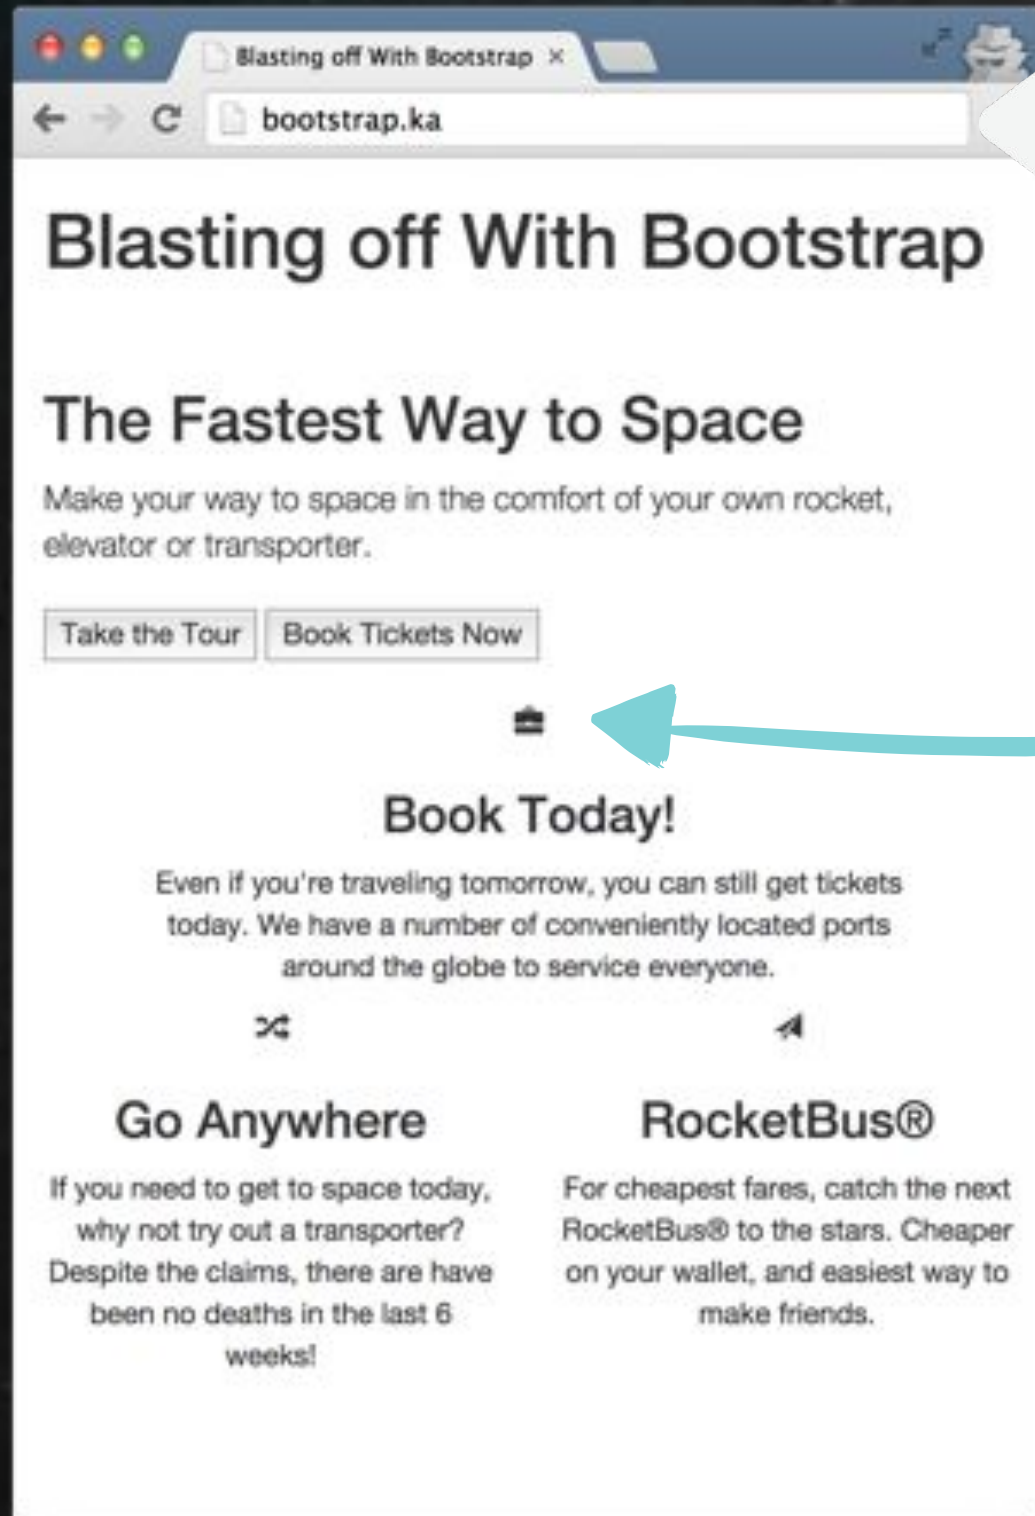 Blasting off With Bootstrap
bootstrap.ka
Blasting off With Bootstrap
The Fastest Way to Space
Make your way to space in the comfort of your own rocket,
elevator or transporter.
Take the Tour
Book Tickets Now
Book Today!
Even if you're traveling tomorrow, you can still get tickets
today. We have a number of conveniently located ports
around the globe to service everyone.
Go Anywhere
If you need to get to space today,
why not try out a transporter?
Despite the claims, there are have
been no deaths in the last 6
weeks!
RocketBus®
For cheapest fares, catch the next
RocketBus® to the stars. Cheaper
on your wallet, and easiest way to
make friends.